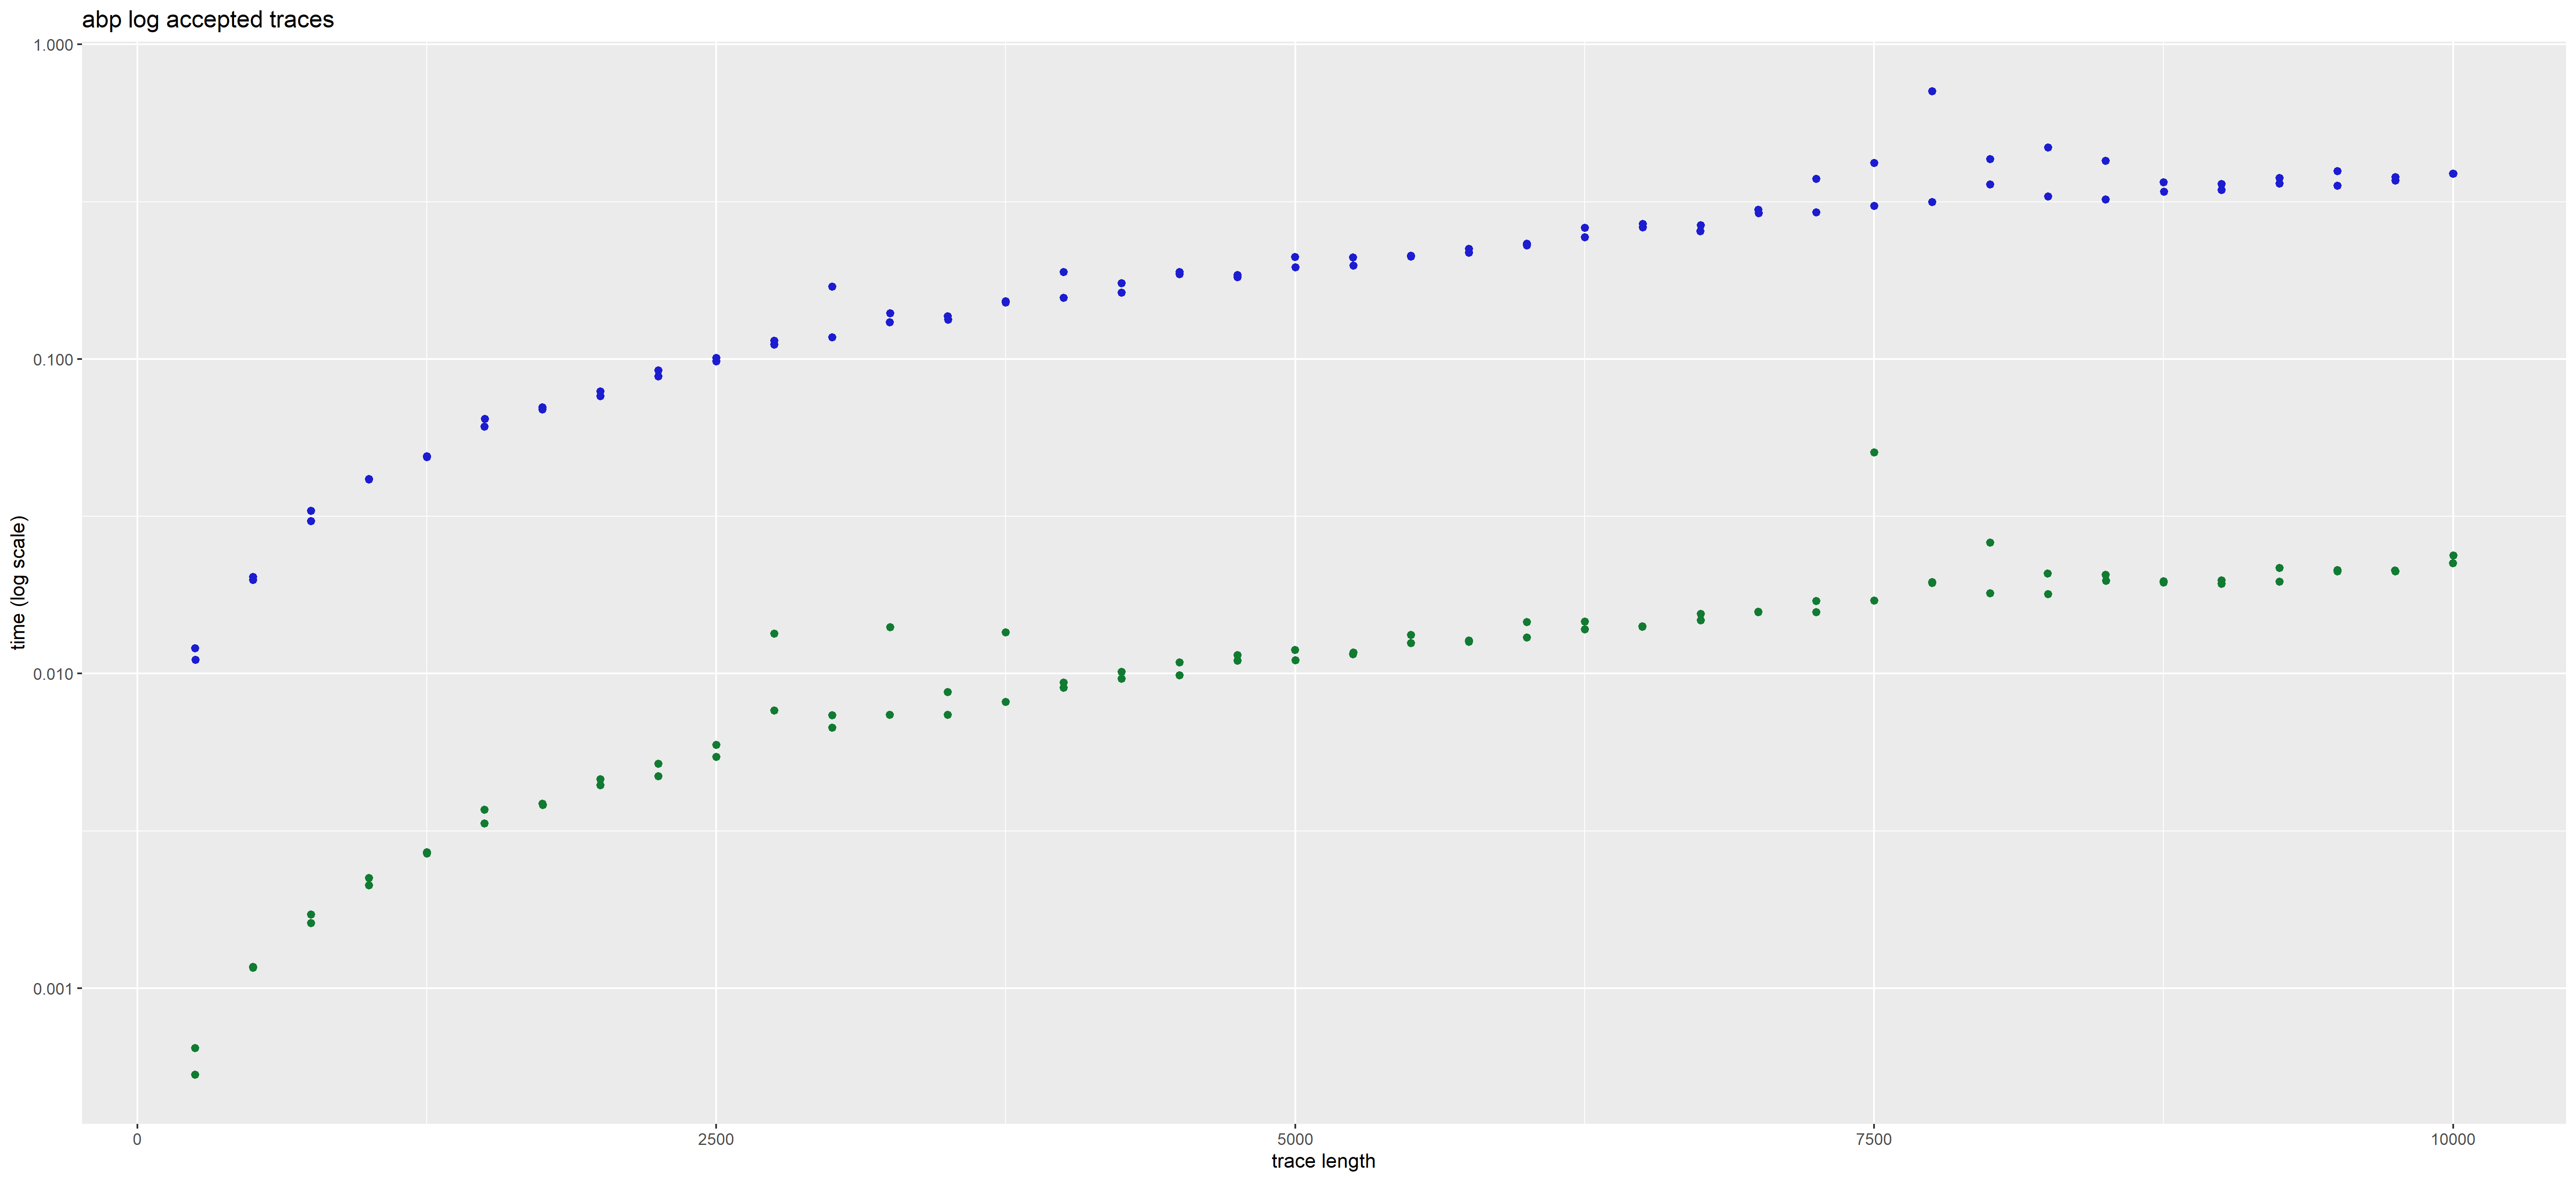 abp log accepted traces
1.000
0.100
0.010
0.001
time (log scale)
0 2500 5000 7500 10000
trace length